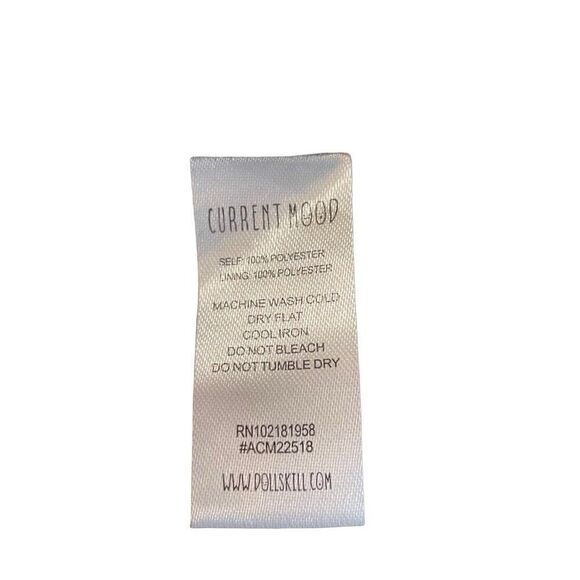 CURRENT MOOD
SELF: 100% POLYESTER
LINING: 100% POLYESTER
MACHINE WASH COLD
DRY FLAT
COOL IRON
DO NOT BLEACH
DO NOT TUMBLE DRY
RN102181958
#ACM22518
WWW.DOLLSKILL.COM